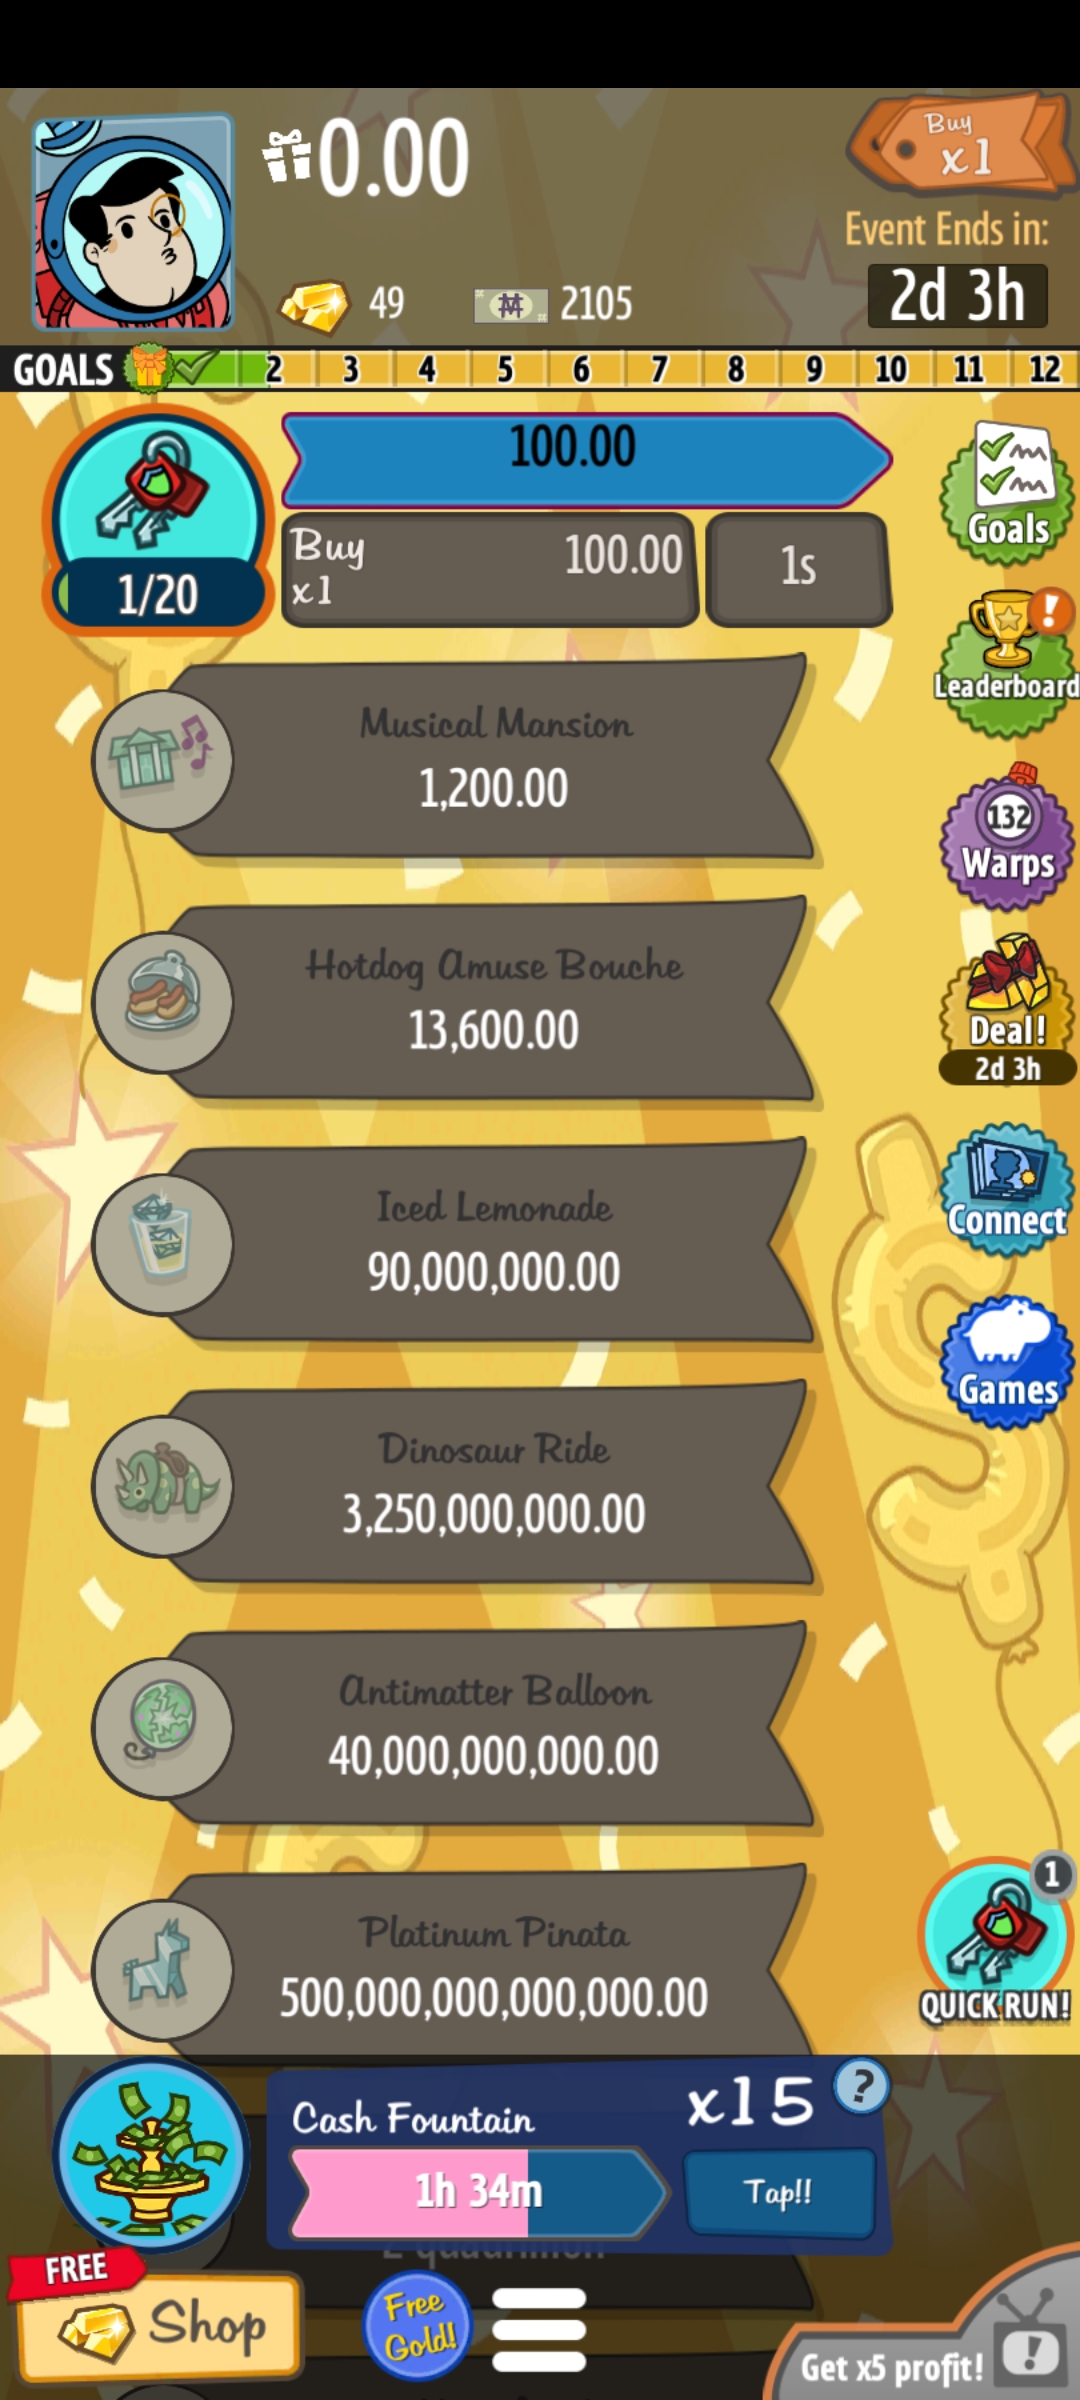 0.00
Buy
x1
Event Ends in:
49
2105
2d 3h
GOALS 2 3 4 5 6 7 8 9 10 11 12
100.00
1/20
Buy
x1
100.00
1s
Goals
Leaderboard
Musical Mansion
1,200.00
132
Warps
Hotdog Amuse Bouche
13,600.00
Deal!
2d 3h
Iced Lemonade
90,000,000.00
Connect
Games
Dinosaur Ride
3,250,000,000.00
Antimatter Balloon
40,000,000,000.00
1
QUICK RUN!
Platinum Pinata
500,000,000,000,000.00
Cash Fountain
x15
?
1h 34m
Tap!!
FREE
Shop
Free
Gold!
Get x5 profit!